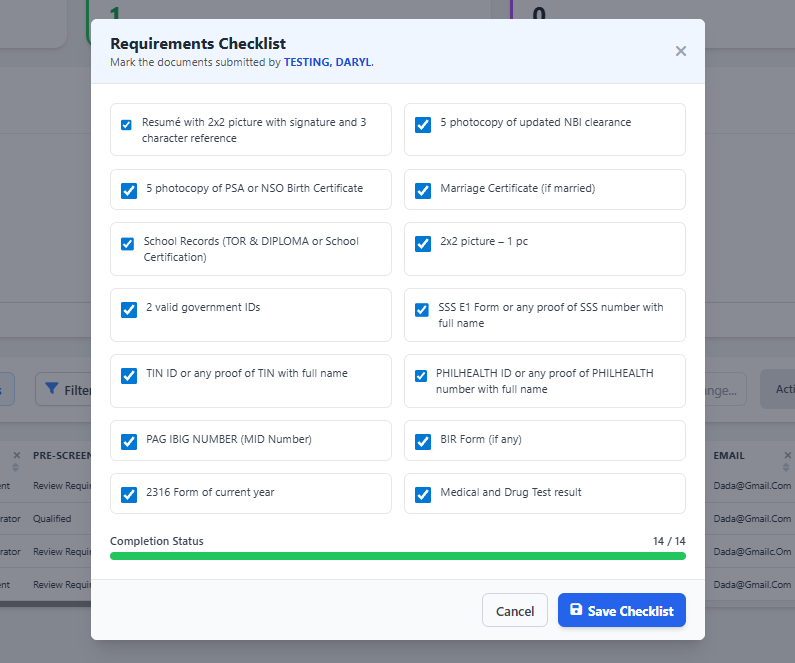 1
0
Requirements Checklist
Mark the documents submitted by TESTING, DARYL.
Resumé with 2x2 picture with signature and 3
character reference
5 photocopy of updated NBI clearance
5 photocopy of PSA or NSO Birth Certificate
Marriage Certificate (if married)
School Records (TOR & DIPLOMA or School
Certification)
2x2 picture – 1 pc
2 valid government IDs
SSS E1 Form or any proof of SSS number with
full name
TIN ID or any proof of TIN with full name
PHILHEALTH ID or any proof of PHILHEALTH
number with full name
PAG IBIG NUMBER (MID Number)
BIR Form (if any)
2316 Form of current year
Medical and Drug Test result
Completion Status
14 / 14
Cancel
Save Checklist
Filter
nge...
Acti
PRE-SCREEN
EMAIL
nt
Review Requi
Dada@Gmail.Com
rator
Qualified
Dada@Gmail.Com
rator
Review Requi
Dada@Gmailc.Om
nt
Review Requi
Dada@Gmail.Com